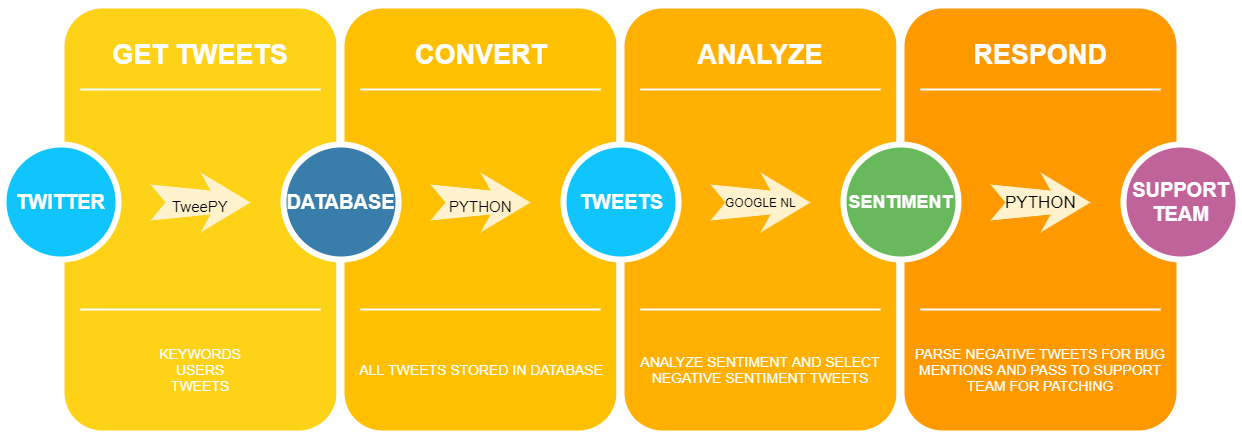 GET TWEETS
CONVERT
ANALYZE
RESPOND
TWITTER
TweePY
DATABASE
PYTHON
TWEETS
GOOGLE NL
SENTIMENT
PYTHON
SUPPORT
TEAM
KEYWORDS
USERS
TWEETS
ALL TWEETS STORED IN DATABASE
ANALYZE SENTIMENT AND SELECT
NEGATIVE SENTIMENT TWEETS
PARSE NEGATIVE TWEETS FOR BUG
MENTIONS AND PASS TO SUPPORT
TEAM FOR PATCHING